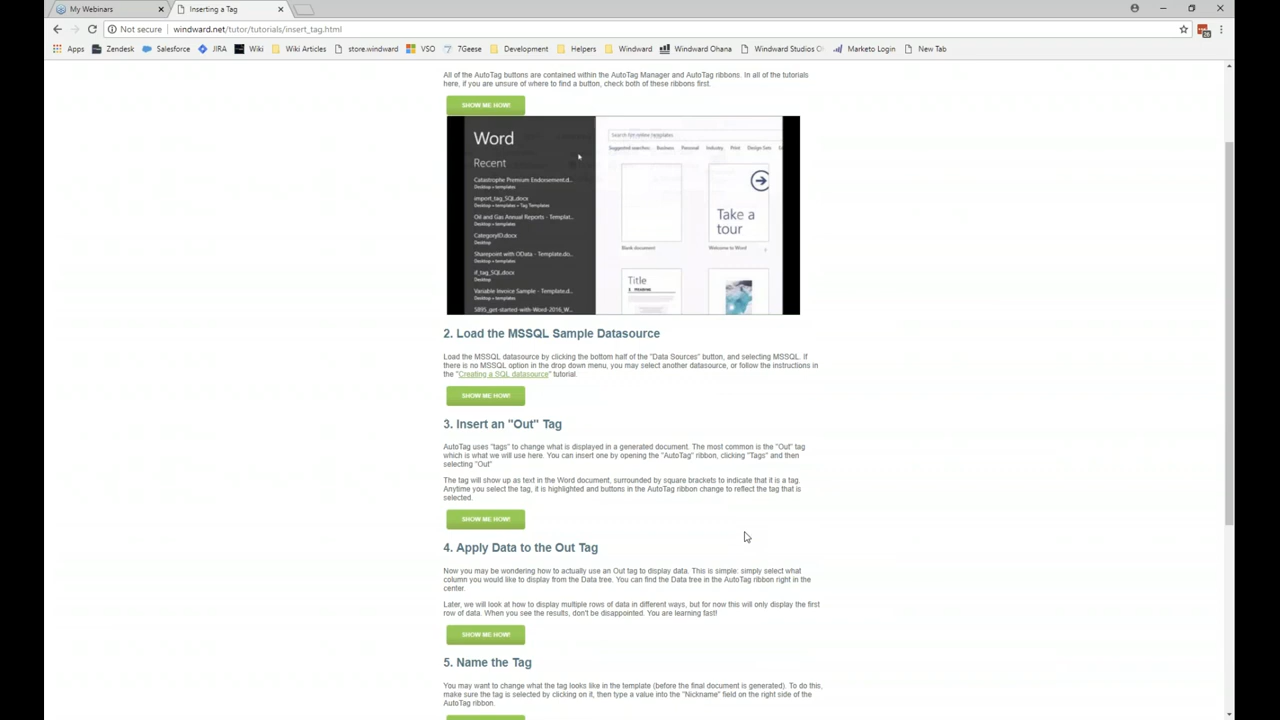 My Webinars
Inserting a Tag
Not secure
windward.net/tutor/tutorials/insert_tag.html
Apps
Zendesk
Salesforce
JIRA
Wiki
Wiki Articles
store.windward
VSO
7Geese
Development
Helpers
Windward
Windward Ohana
Windward Studios
Marketo Login
New Tab
All of the AutoTag buttons are contained within the AutoTag Manager and AutoTag ribbons. In all of the tutorials
here, if you are unsure of where to find a button, check both of these ribbons first.
SHOW ME HOW!
Word
Recent
Catastrophe Premium Endorsement.d...
Desktop » templates
import_tag_SQL.docx
Desktop » templates » Tag Templates
Oil and Gas Annual Reports - Templat...
Desktop » templates
CategoryID.docx
Desktop
Sharepoint with OData - Template.do...
Desktop » templates
if_tag_SQL.docx
Desktop
Variable Invoice Sample - Template.d...
Desktop » templates
Search for online templates
Suggested searches:
Business
Personal
Industry
Print
Design Sets
Blank document
Take a
tour
Welcome to Word
Title
HEADING
2. Load the MSSQL Sample Datasource
Load the MSSQL datasource by clicking the bottom half of the "Data Sources" button, and selecting MSSQL. If
there is no MSSQL option in the drop down menu, you may select another datasource, or follow the instructions in
the "Creating a SQL datasource" tutorial.
SHOW ME HOW!
3. Insert an "Out" Tag
AutoTag uses "tags" to change what is displayed in a generated document. The most common is the "Out" tag
which is what we will use here. You can insert one by opening the "AutoTag" ribbon, clicking "Tags" and then
selecting "Out"
The tag will show up as text in the Word document, surrounded by square brackets to indicate that it is a tag.
Anytime you select the tag, it is highlighted and buttons in the AutoTag ribbon change to reflect the tag that is
selected.
SHOW ME HOW!
4. Apply Data to the Out Tag
Now you may be wondering how to actually use an Out tag to display data. This is simple: simply select what
column you would like to display from the Data tree. You can find the Data tree in the AutoTag ribbon right in the
center.
Later, we will look at how to display multiple rows of data in different ways, but for now this will only display the first
row of data. When you see the results, don't be disappointed. You are learning fast!
SHOW ME HOW!
5. Name the Tag
You may want to change what the tag looks like in the template (before the final document is generated). To do this,
make sure the tag is selected by clicking on it, then type a value into the "Nickname" field on the right side of the
AutoTag ribbon.